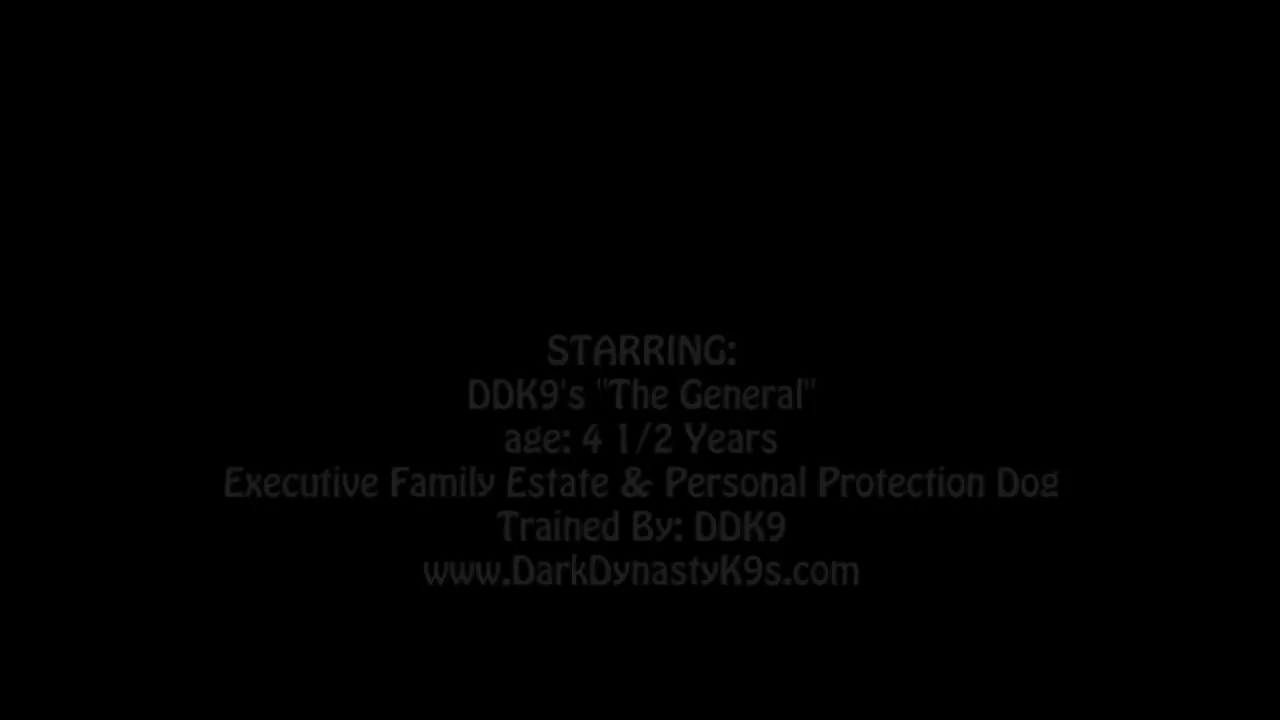 STARRING:
DDK9's "The General"
age: 4 1/2 Years
Executive Family Estate & Personal Protection Dog
Trained By: DDK9
www.DarkDynastyK9s.com